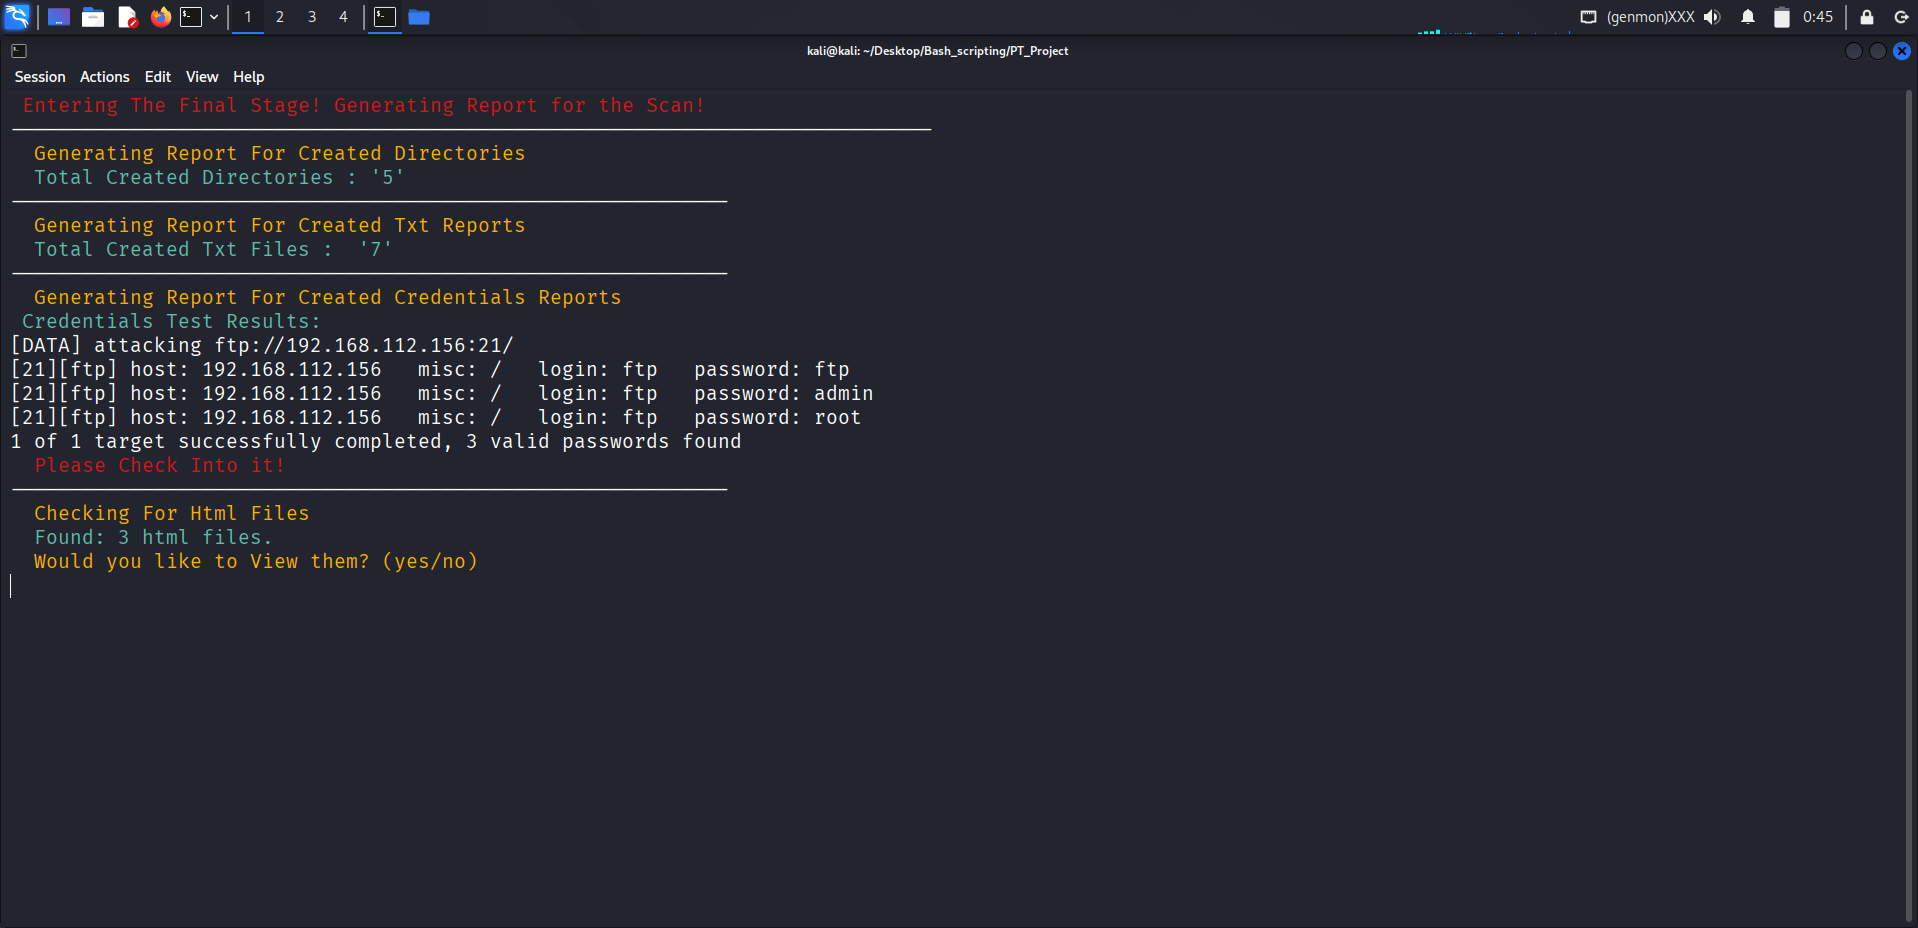 1 2 3 4 (genmon)XXX 0:45
kali@kali: ~/Desktop/Bash_scripting/PT_Project
Session Actions Edit View Help
Entering The Final Stage! Generating Report for the Scan!
Generating Report For Created Directories
Total Created Directories : '5'
Generating Report For Created Txt Reports
Total Created Txt Files :  '7'
Generating Report For Created Credentials Reports
Credentials Test Results:
[DATA] attacking ftp://192.168.112.156:21/
[21][ftp] host: 192.168.112.156   misc: /   login: ftp   password: ftp
[21][ftp] host: 192.168.112.156   misc: /   login: ftp   password: admin
[21][ftp] host: 192.168.112.156   misc: /   login: ftp   password: root
1 of 1 target successfully completed, 3 valid passwords found
Please Check Into it!
Checking For Html Files
Found: 3 html files.
Would you like to View them? (yes/no)